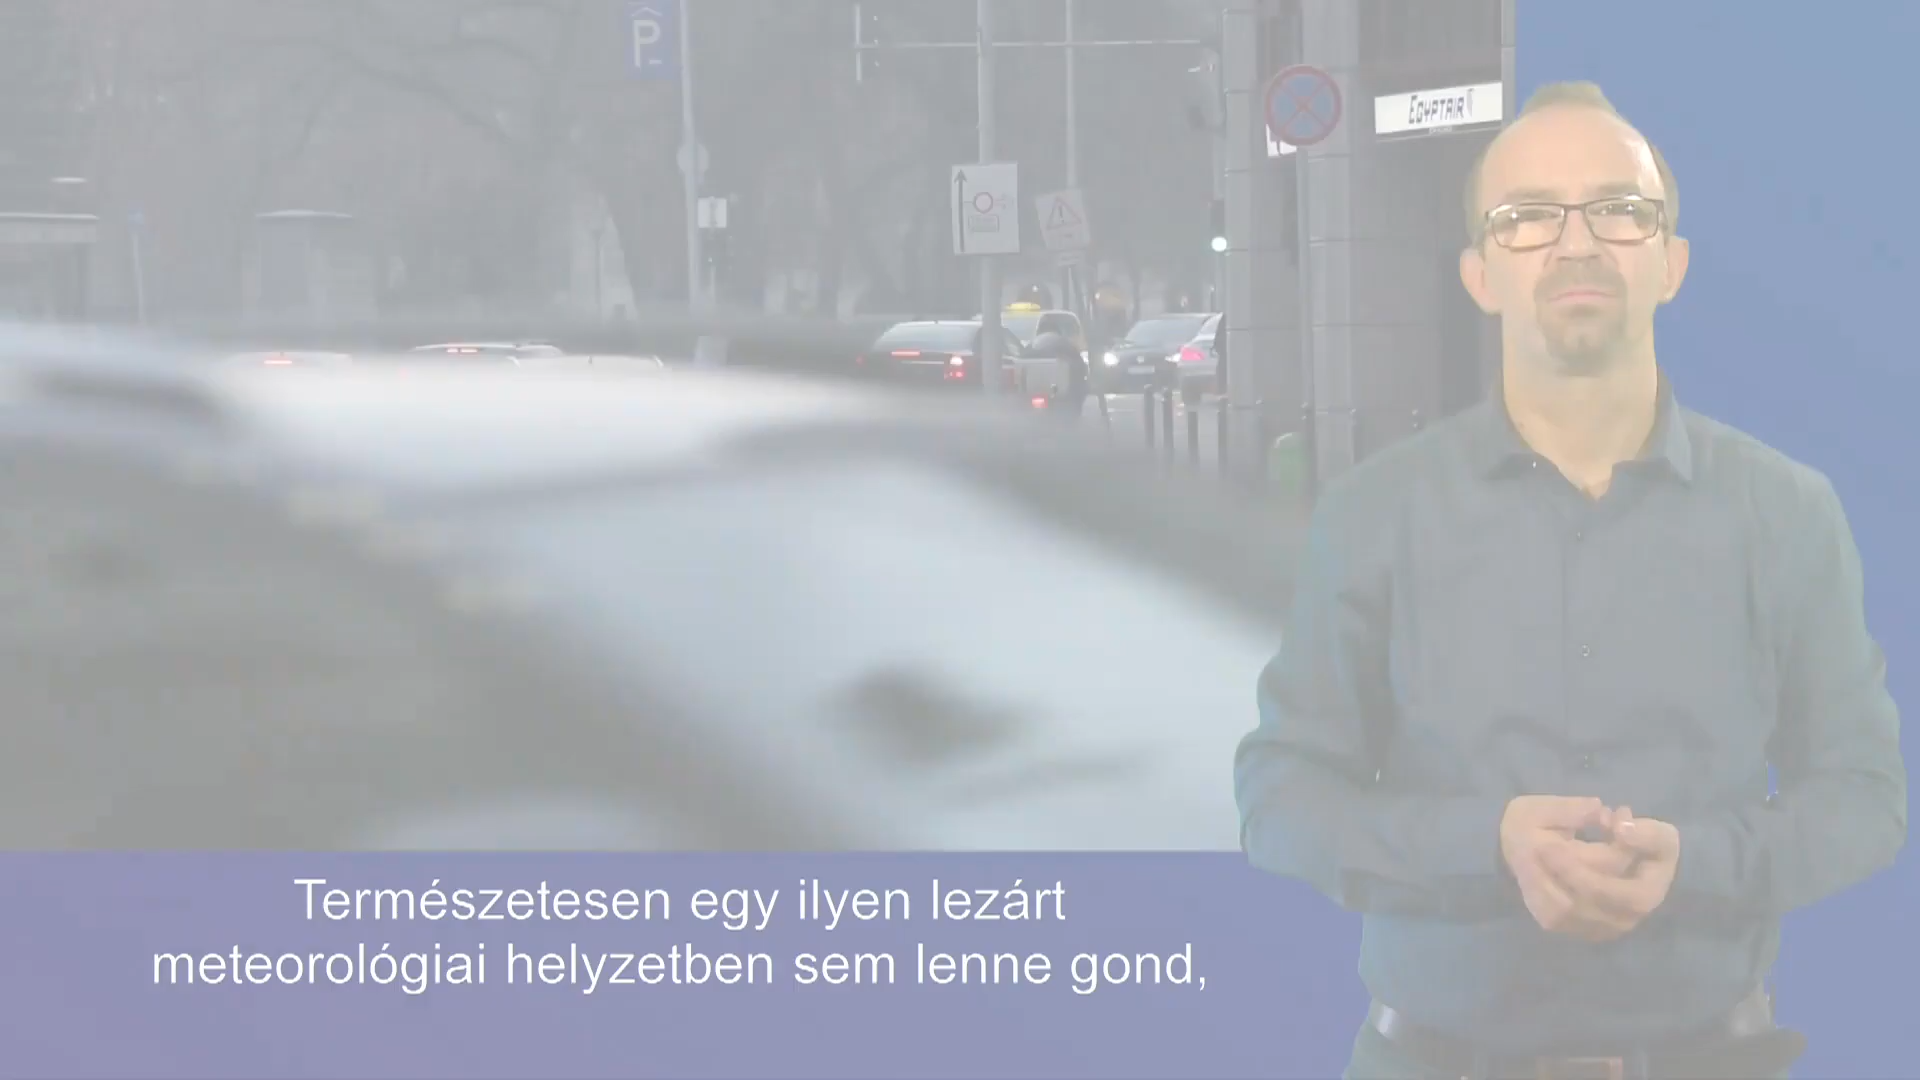 P
EGYPTAIR
Természetesen egy ilyen lezárt
meteorológiai helyzetben sem lenne gond,